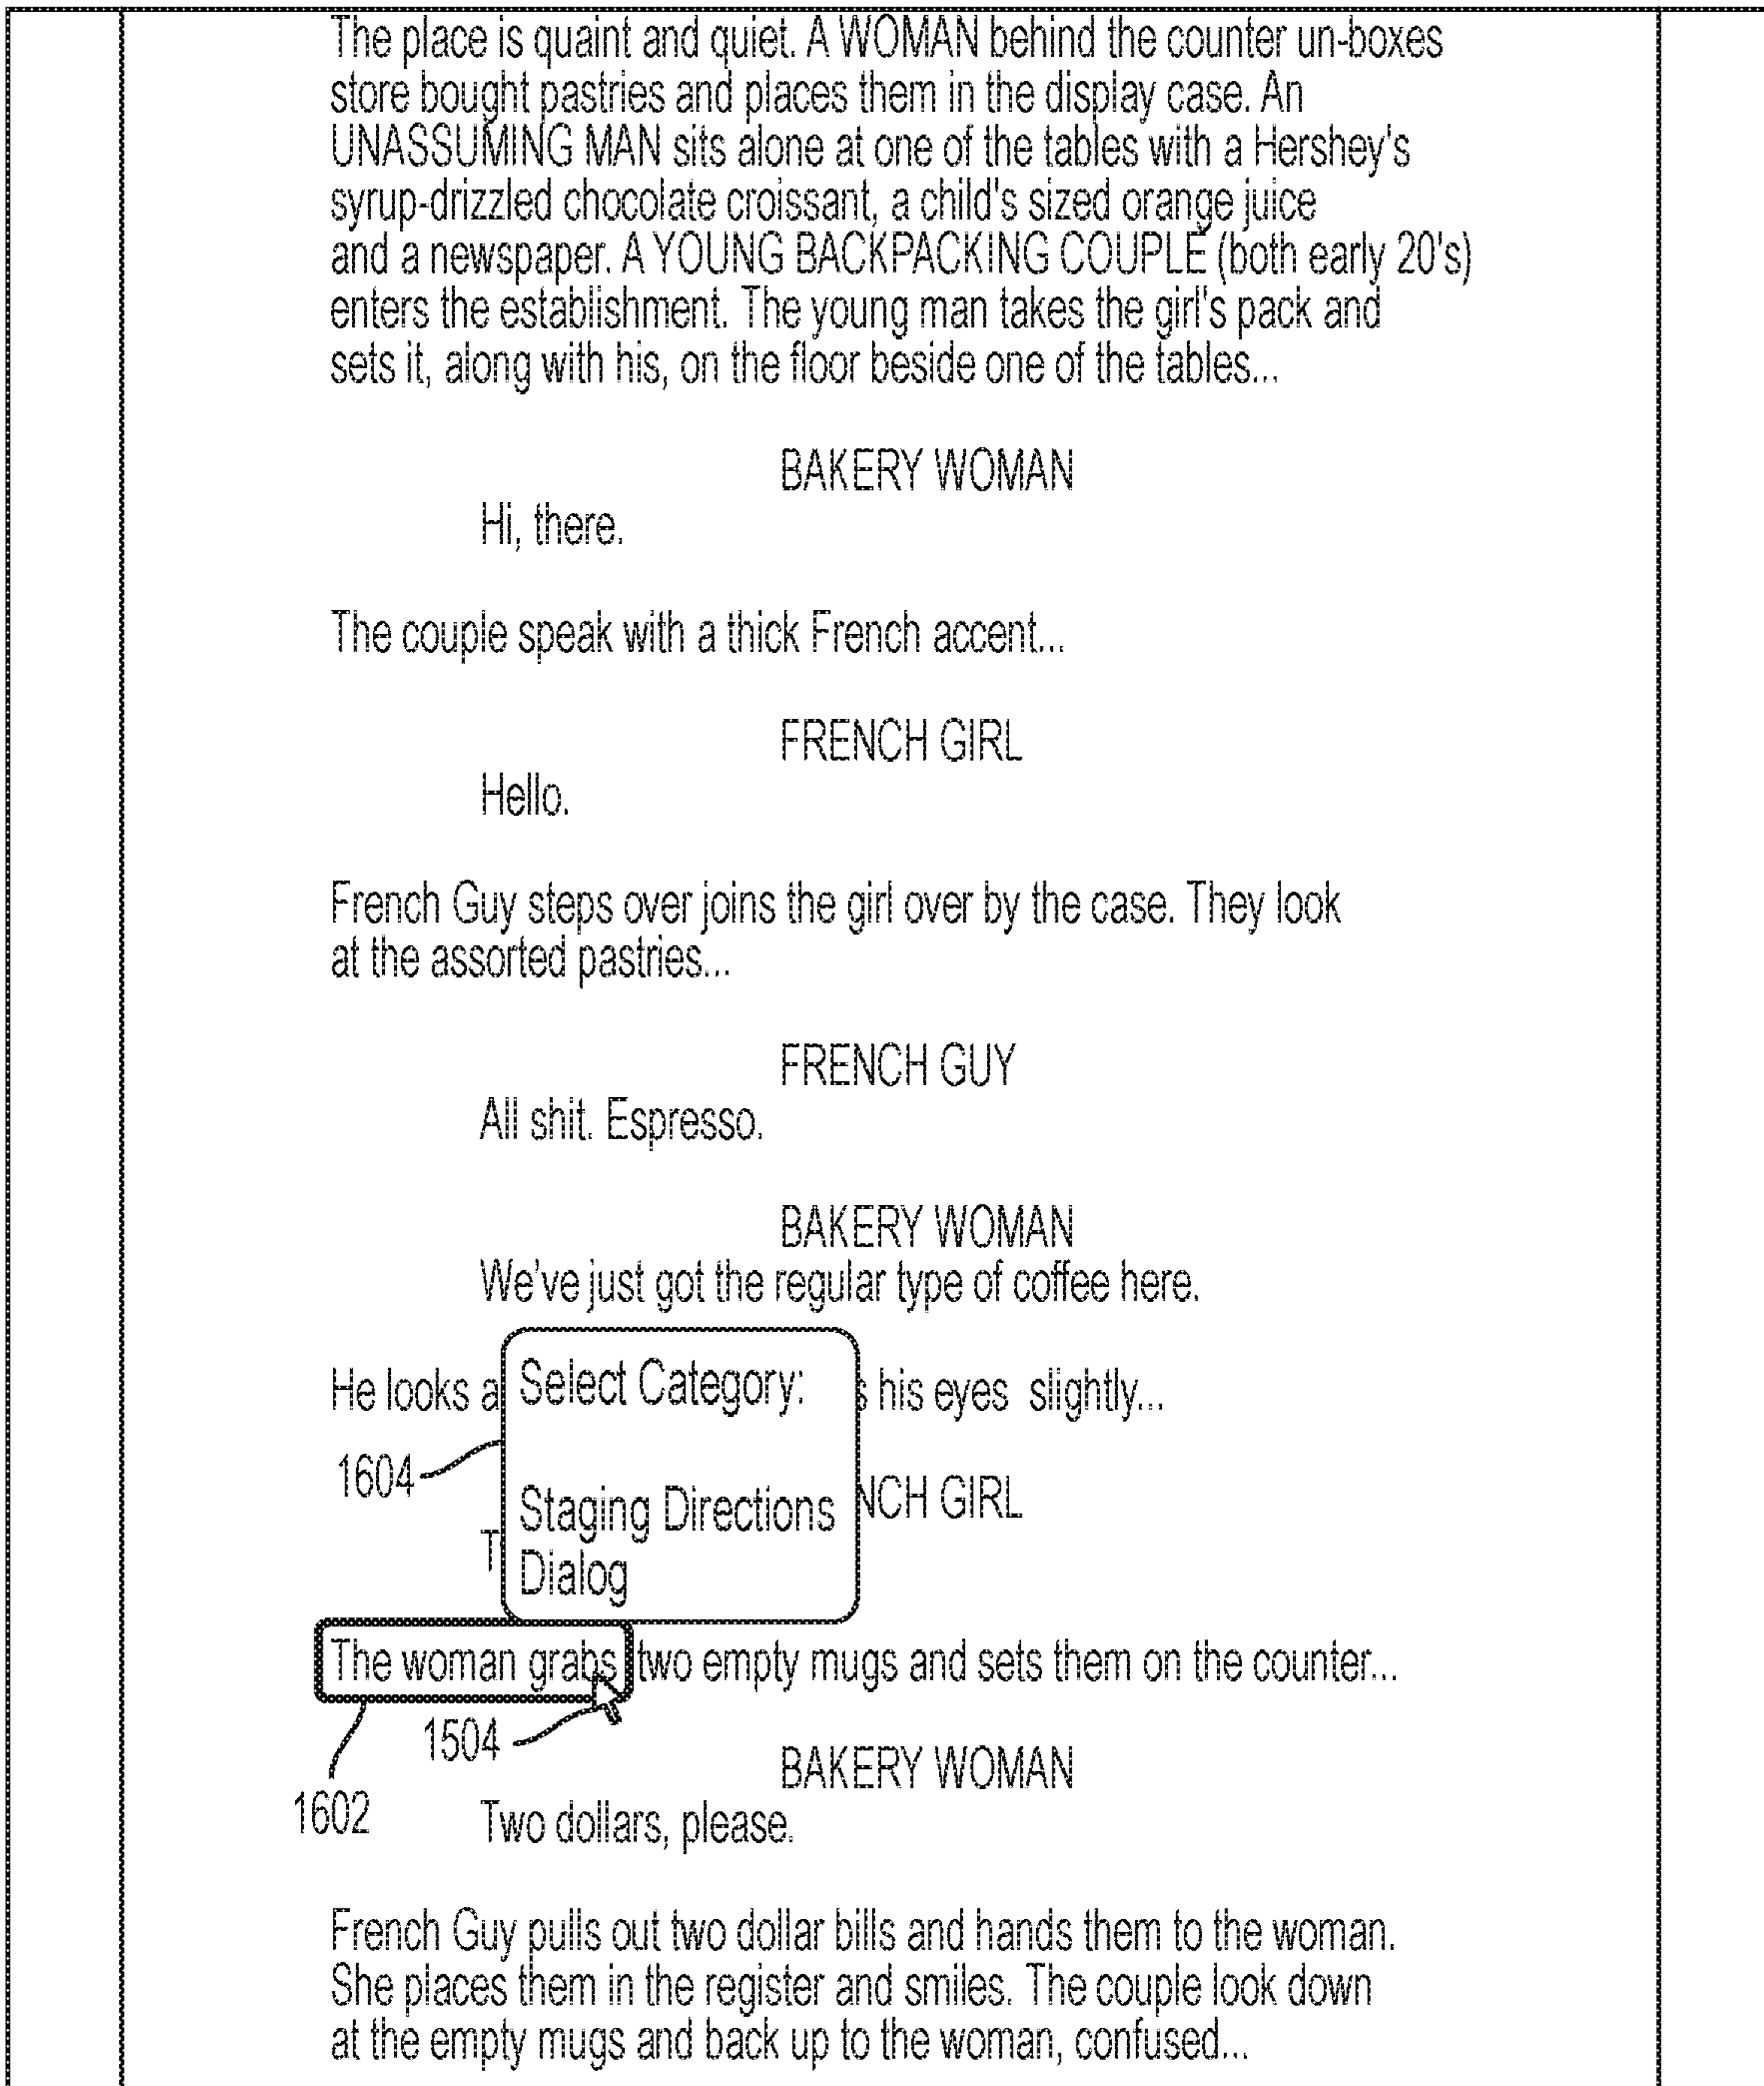 The place is quaint and quiet. A WOMAN behind the counter un-boxes
store bought pastries and places them in the display case. An
UNASSUMING MAN sits alone at one of the tables with a Hershey's
syrup-drizzled chocolate croissant, a child's sized orange juice
and a newspaper. A YOUNG BACKPACKING COUPLE (both early 20's)
enters the establishment. The young man takes the girl's pack and
sets it, along with his, on the floor beside one of the tables...
BAKERY WOMAN
Hi, there.
The couple speak with a thick French accent...
FRENCH GIRL
Hello.
French Guy steps over joins the girl over by the case. They look
at the assorted pastries...
FRENCH GUY
All shit. Espresso.
BAKERY WOMAN
We've just got the regular type of coffee here.
Select Category:
He looks his eyes slightly...
1604
GIRL
Staging Directions
Dialog
The woman grabs two empty mugs and sets them on the counter...
1504
BAKERY WOMAN
1602
Two dollars, please.
French Guy pulls out two dollar bills and hands them to the woman.
She places them in the register and smiles. The couple look down
at the empty mugs and back up to the woman, confused...